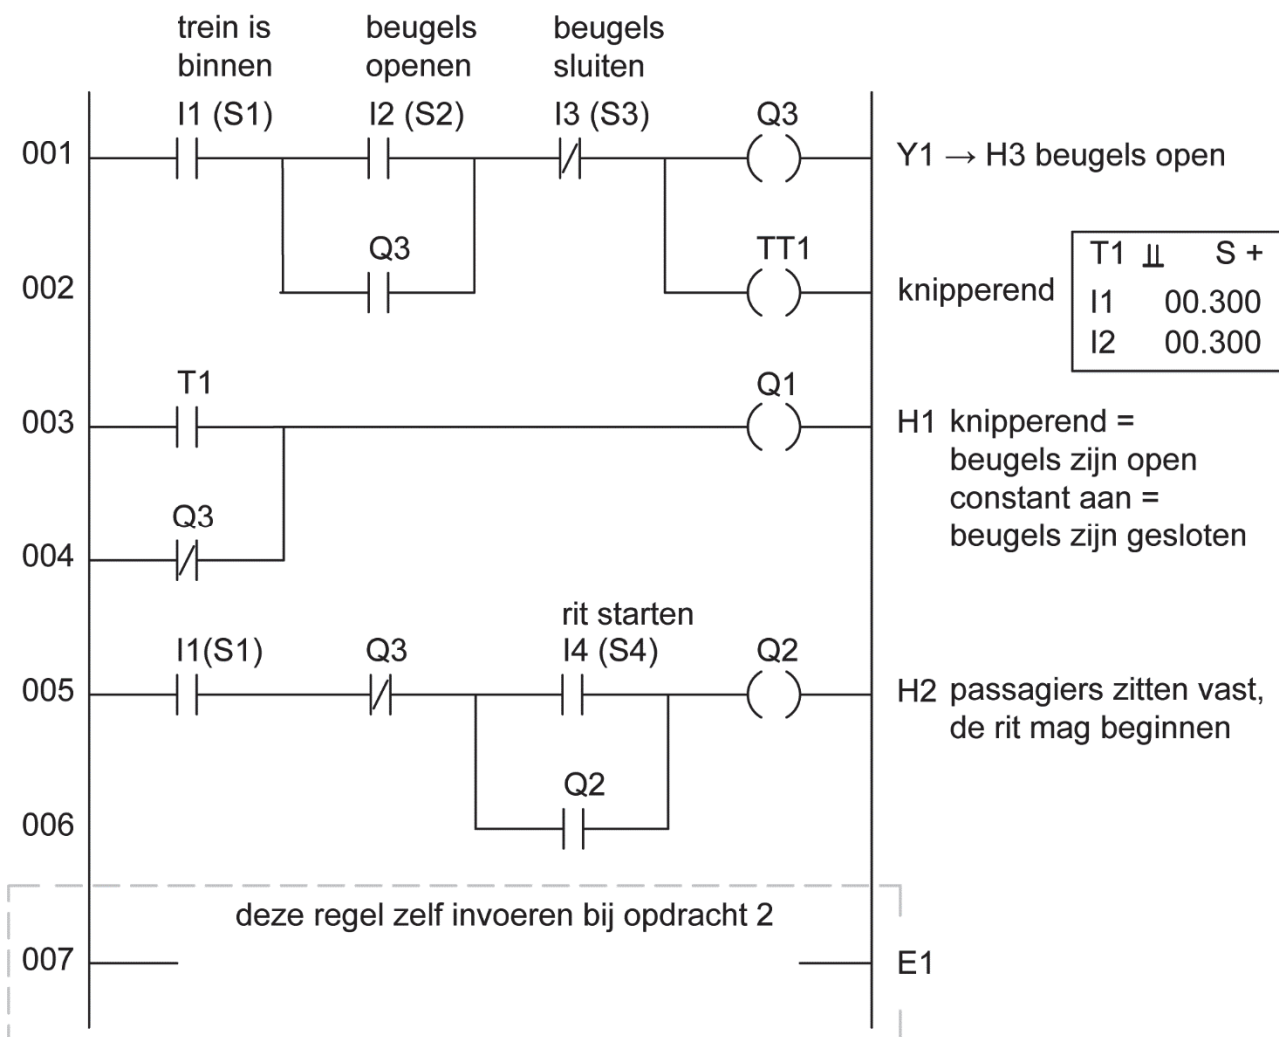 trein is
binnen
beugels
openen
beugels
sluiten
I1 (S1)
I2 (S2)
I3 (S3)
Q3
001
Y1 → H3 beugels open
Q3
TT1
002
knipperend
T1 ⫫ S +
I1 00.300
I2 00.300
T1
Q1
003
H1 knipperend =
beugels zijn open
constant aan =
beugels zijn gesloten
Q3
004
rit starten
I1(S1)
Q3
I4 (S4)
Q2
005
H2 passagiers zitten vast,
de rit mag beginnen
Q2
006
deze regel zelf invoeren bij opdracht 2
007
E1